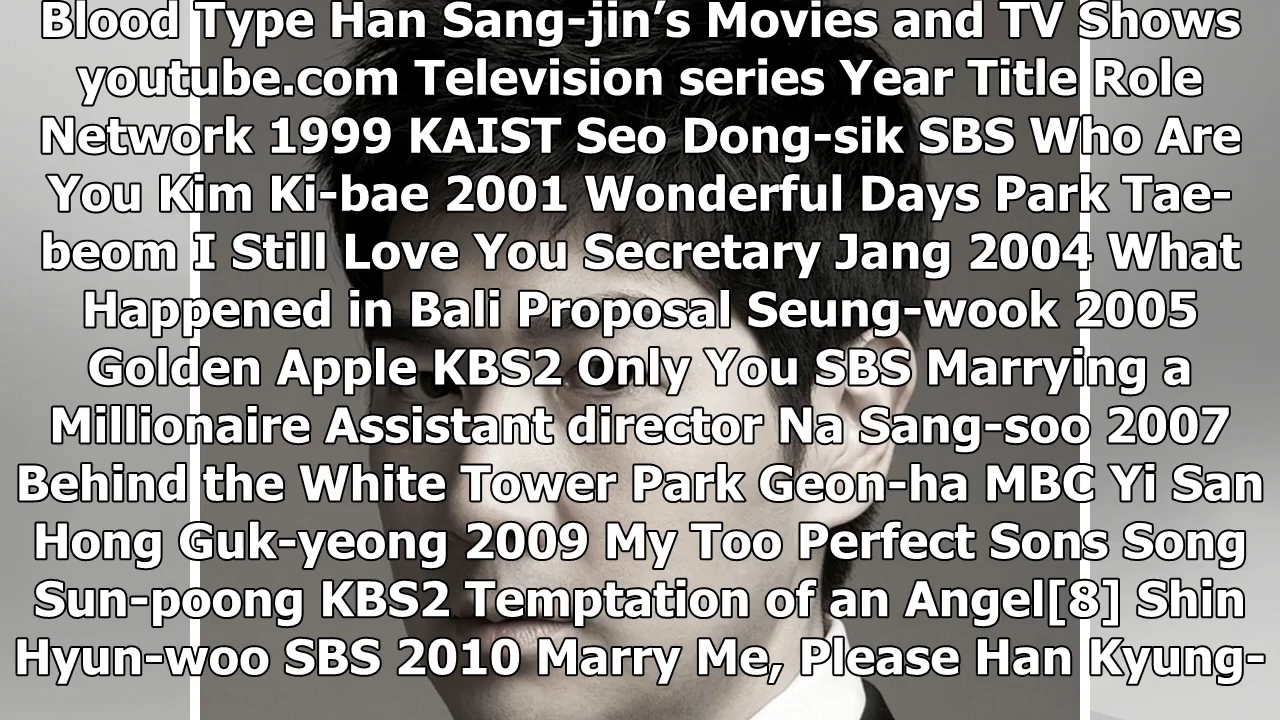 Blood Type Han Sang-jin’s Movies and TV Shows
youtube.com Television series Year Title Role
Network 1999 KAIST Seo Dong-sik SBS Who Are
You Kim Ki-bae 2001 Wonderful Days Park Tae-
beom I Still Love You Secretary Jang 2004 What
Happened in Bali Proposal Seung-wook 2005
Golden Apple KBS2 Only You SBS Marrying a
Millionaire Assistant director Na Sang-soo 2007
Behind the White Tower Park Geon-ha MBC Yi San
Hong Guk-yeong 2009 My Too Perfect Sons Song
Sun-poong KBS2 Temptation of an Angel[8] Shin
Hyun-woo SBS 2010 Marry Me, Please Han Kyung-